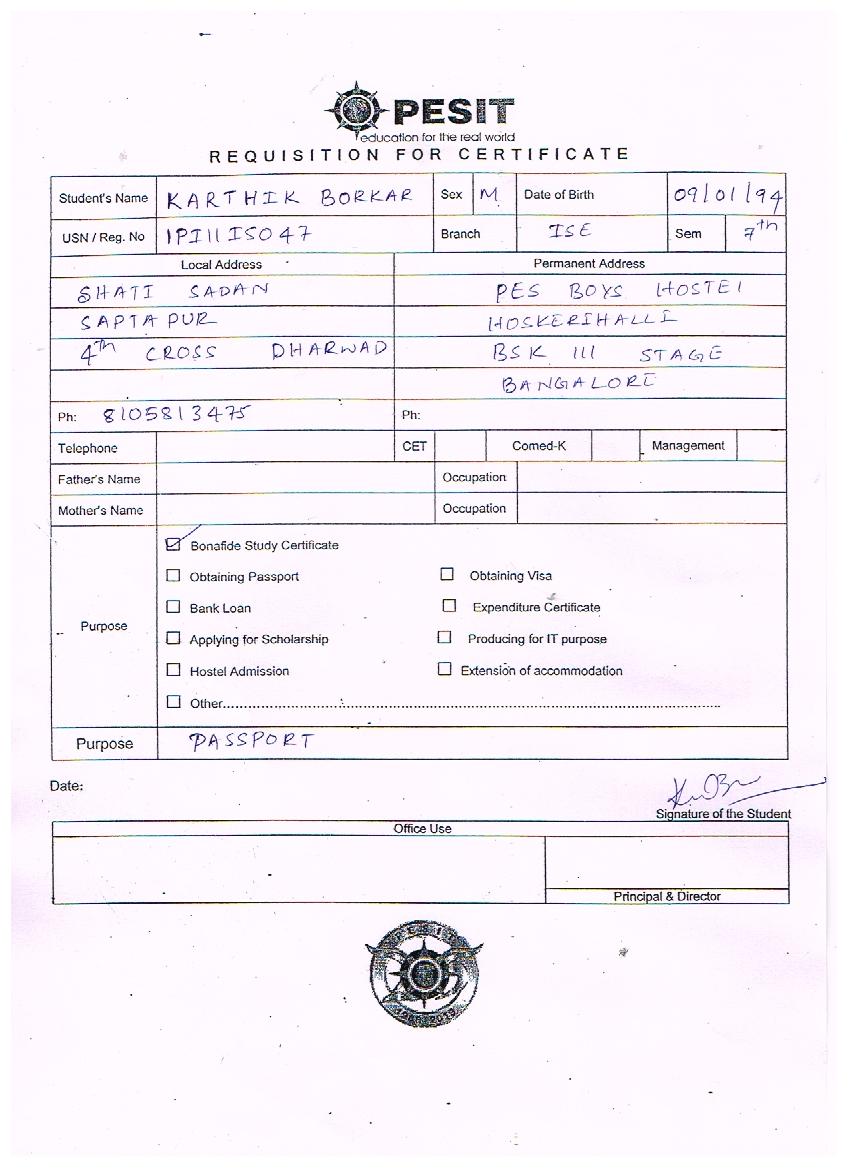 PESIT
education for the real world
REQUISITION FOR CERTIFICATE
Student's Name KARTHIK BORKAR Sex M Date of Birth 09/01/94
USN / Reg. No 1PI11IS047 Branch ISE Sem 7th
Local Address Permanent Address
SHATI SADAN PES BOYS HOSTEl
SAPTAPUR HOSKERIHALLI
4th CROSS DHARWAD BSK III STAGE
BANGALORE
Ph: 8105813475 Ph:
Telephone CET Comed-K Management
Father's Name Occupation
Mother's Name Occupation
Purpose
Bonafide Study Certificate
Obtaining Passport Obtaining Visa
Bank Loan Expenditure Certificate
Applying for Scholarship Producing for IT purpose
Hostel Admission Extension of accommodation
Other
Purpose PASSPORT
Date:
Signature of the Student
Office Use
Principal & Director
PESIT